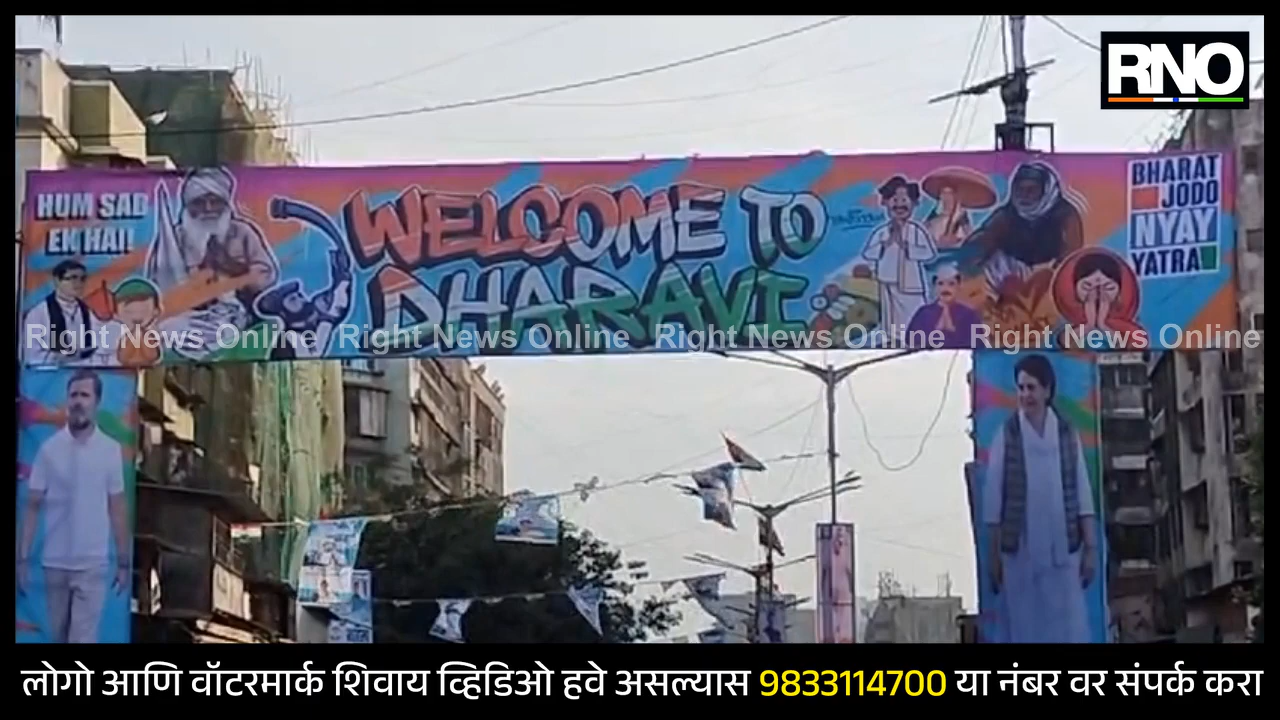 RNO
HUM SAB
EK HAI!
WELCOME TO
DHARAVI
BHARAT
JODO
NYAY
YATRA
Right News Online Right News Online Right News Online Right News Online
लोगो आणि वॉटरमार्क शिवाय व्हिडिओ हवे असल्यास 9833114700 या नंबर वर संपर्क करा